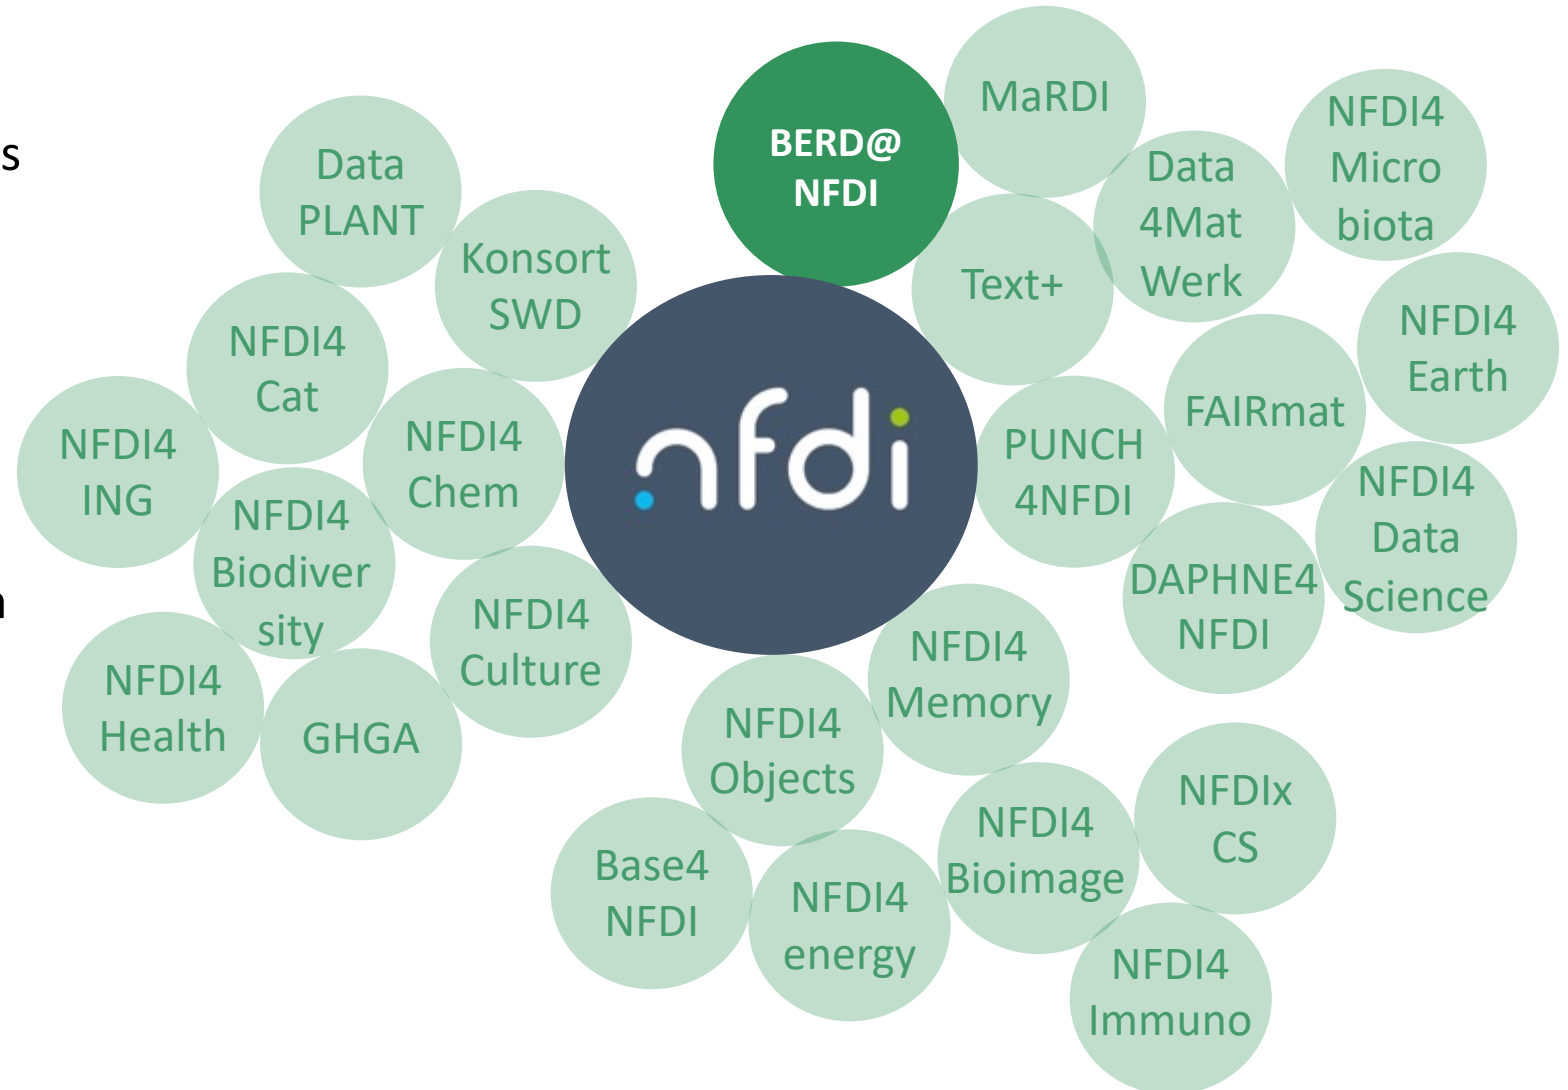 s
n
Data
PLANT
Konsort
SWD
NFDI4
Cat
NFDI4
ING
NFDI4
Chem
NFDI4
Biodiver
sity
NFDI4
Culture
NFDI4
Health
GHGA
BERD@
NFDI
nfdi
MaRDI
Text+
Data
4Mat
Werk
NFDI4
Micro
biota
NFDI4
Earth
FAIRmat
PUNCH
4NFDI
NFDI4
Data
Science
DAPHNE4
NFDI
NFDI4
Memory
NFDI4
Objects
Base4
NFDI
NFDI4
energy
NFDI4
Bioimage
NFDIx
CS
NFDI4
Immuno